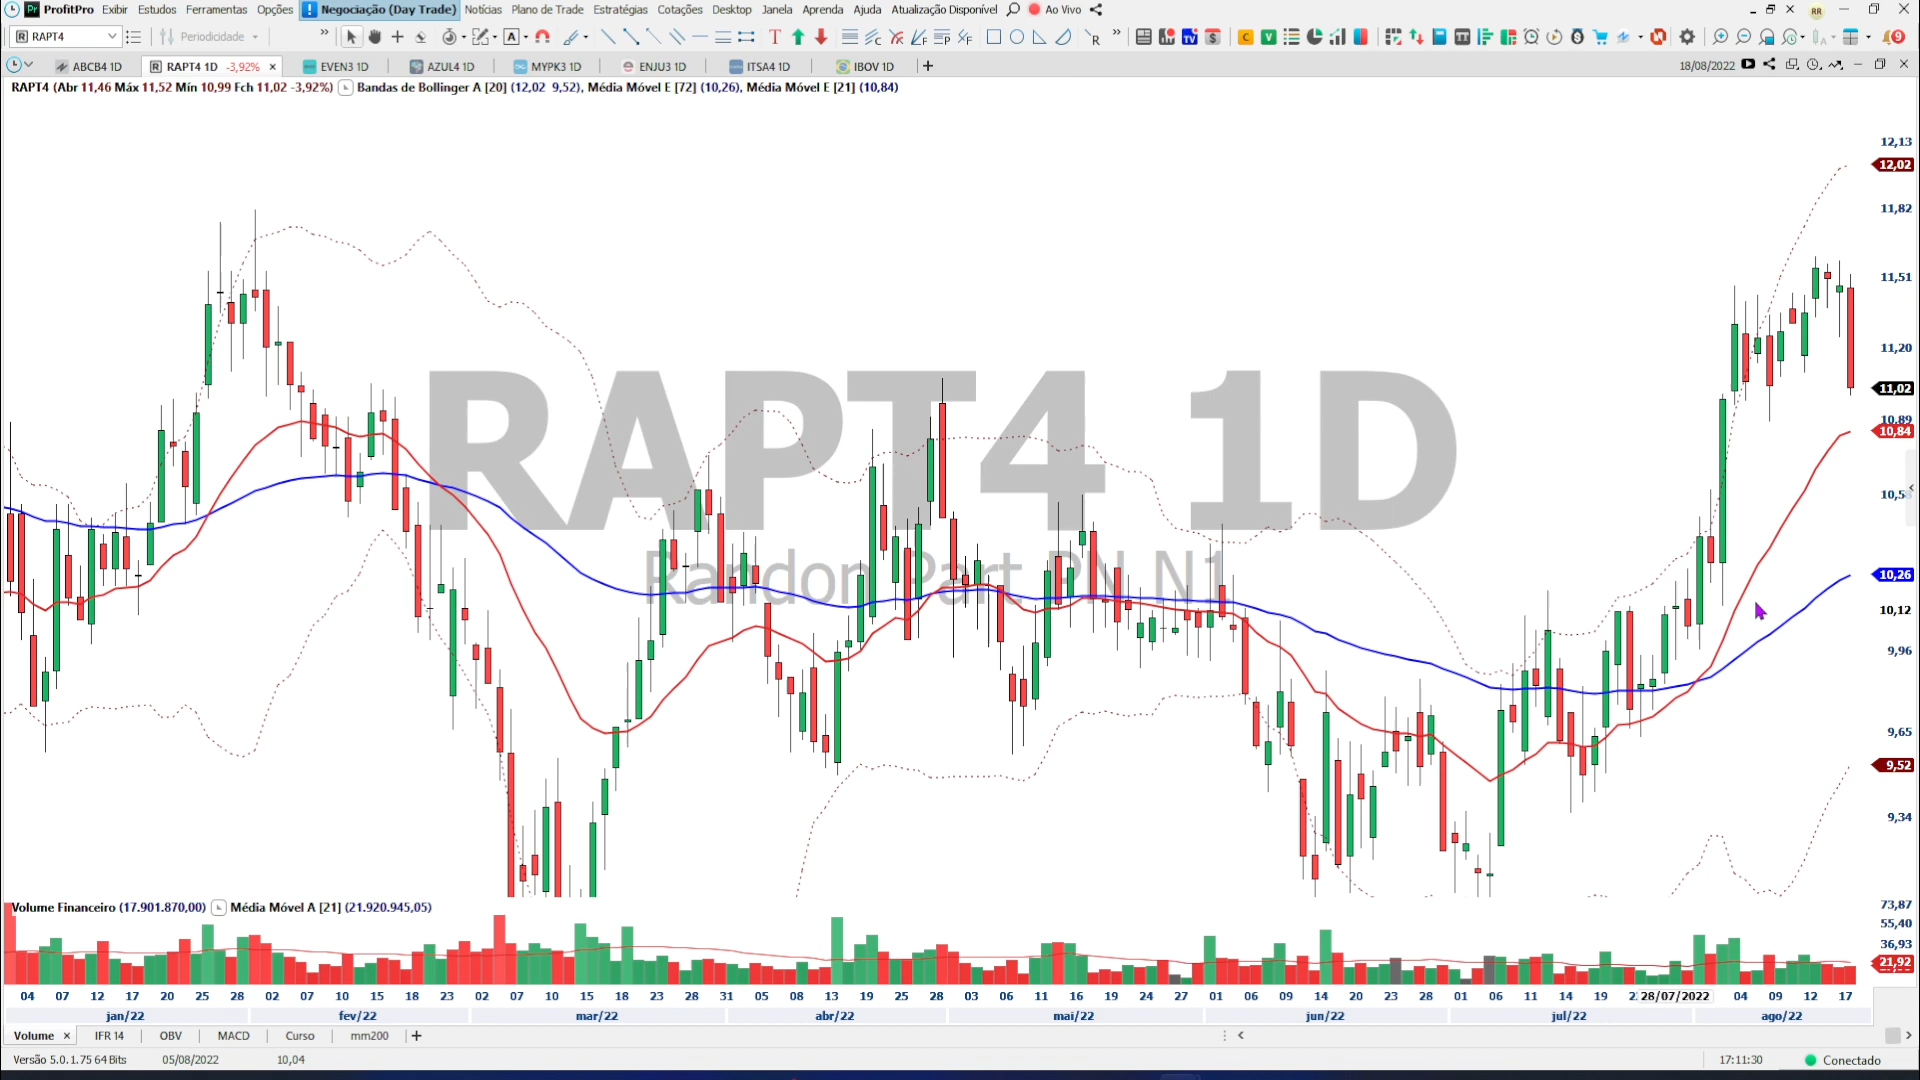 ProfitPro Exibir Estudos Ferramentas Opções Negociação (Day Trade) Notícias Plano de Trade Estratégias Cotações Desktop Janela Aprenda Ajuda Atualização Disponível Ao Vivo RR
RAPT4 Periodicidade
ABCB4 1D RAPT4 1D -3,92% EVEN3 1D AZUL4 1D MYPK3 1D ENJU3 1D ITSA4 1D IBOV 1D 18/08/2022
RAPT4 (Abr 11,46 Máx 11,52 Mín 10,99 Fch 11,02 -3,92%) Bandas de Bollinger A [20] (12,02 9,52), Média Móvel E [72] (10,26), Média Móvel E [21] (10,84)
12,13
12,02
11,82
11,51
11,20
11,02
10,89
10,84
10,26
10,12
9,96
9,65
9,52
9,34
RAPT4 1D
Randon Part PN N1
Volume Financeiro (17.901.870,00) Média Móvel A [21] (21.920.945,05)
73,87
55,40
36,93
21,92
04 07 12 17 20 25 28 02 07 10 15 18 23 02 07 10 15 18 23 28 31 05 08 13 19 25 28 03 06 11 16 19 24 27 01 06 09 14 20 23 28 01 06 11 14 19 28/07/2022 04 09 12 17
jan/22 fev/22 mar/22 abr/22 mai/22 jun/22 jul/22 ago/22
Volume IFR 14 OBV MACD Curso mm200
Versão 5.0.1.75 64 Bits 05/08/2022 10,04 17:11:30 Conectado